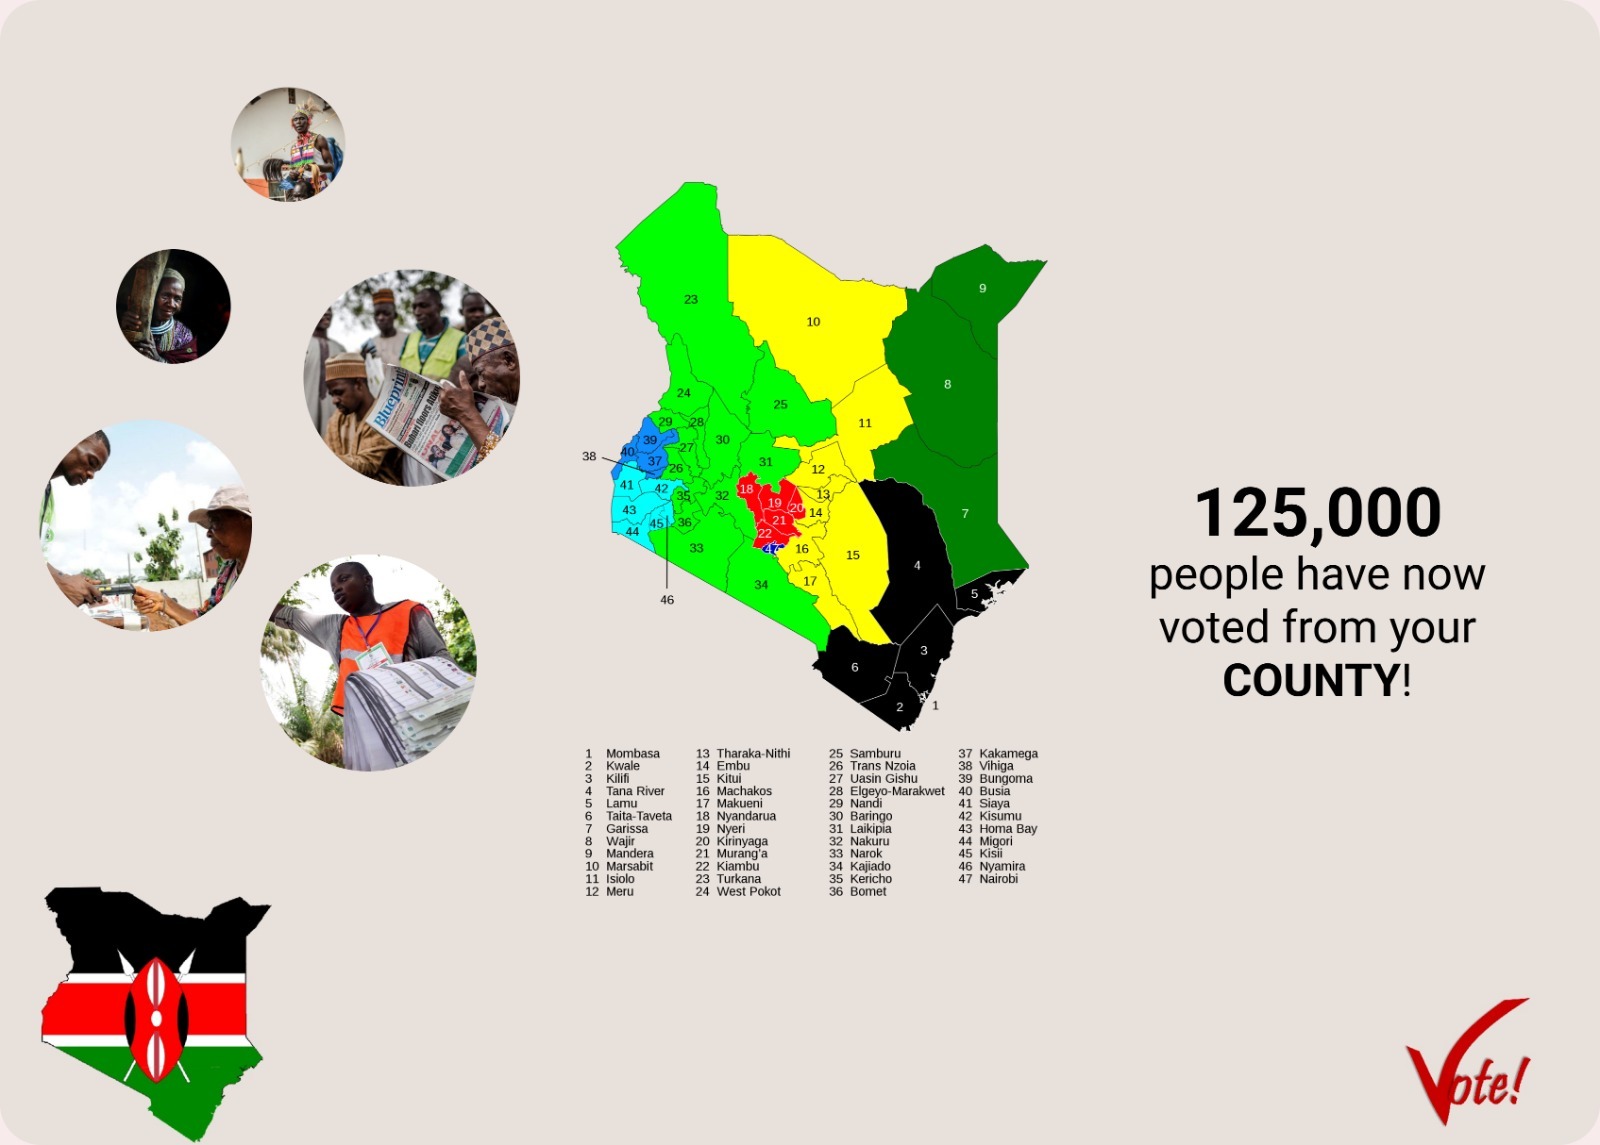 Blueprint
23
10
9
8
24
25
11
29
28
39
30
40
27
37
38
26
31
12
41
42
18
35
32
19
13
20
43
14
7
45
36
21
44
22
33
47
16
15
4
34
17
5
46
3
6
2
1
125,000
people have now
voted from your
COUNTY!
1 Mombasa 13 Tharaka-Nithi 25 Samburu 37 Kakamega
2 Kwale 14 Embu 26 Trans Nzoia 38 Vihiga
3 Kilifi 15 Kitui 27 Uasin Gishu 39 Bungoma
4 Tana River 16 Machakos 28 Elgeyo-Marakwet 40 Busia
5 Lamu 17 Makueni 29 Nandi 41 Siaya
6 Taita-Taveta 18 Nyandarua 30 Baringo 42 Kisumu
7 Garissa 19 Nyeri 31 Laikipia 43 Homa Bay
8 Wajir 20 Kirinyaga 32 Nakuru 44 Migori
9 Mandera 21 Murang'a 33 Narok 45 Kisii
10 Marsabit 22 Kiambu 34 Kajiado 46 Nyamira
11 Isiolo 23 Turkana 35 Kericho 47 Nairobi
12 Meru 24 West Pokot 36 Bomet
Vote!